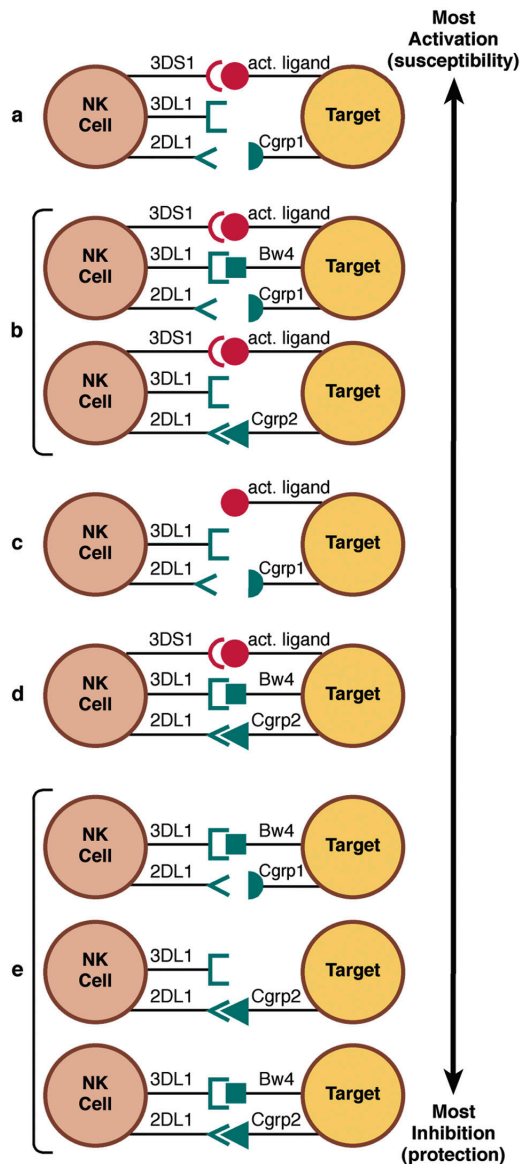 Most
Activation
(susceptibility)
a
NK
Cell
3DS1
act. ligand
3DL1
2DL1
Cgrp1
Target
b
NK
Cell
3DS1
act. ligand
3DL1
Bw4
2DL1
Cgrp1
Target
NK
Cell
3DS1
act. ligand
3DL1
2DL1
Cgrp2
Target
c
NK
Cell
act. ligand
3DL1
2DL1
Cgrp1
Target
d
NK
Cell
3DS1
act. ligand
3DL1
Bw4
2DL1
Cgrp2
Target
e
NK
Cell
3DL1
Bw4
2DL1
Cgrp1
Target
NK
Cell
3DL1
2DL1
Cgrp2
Target
NK
Cell
3DL1
Bw4
2DL1
Cgrp2
Target
Most
Inhibition
(protection)